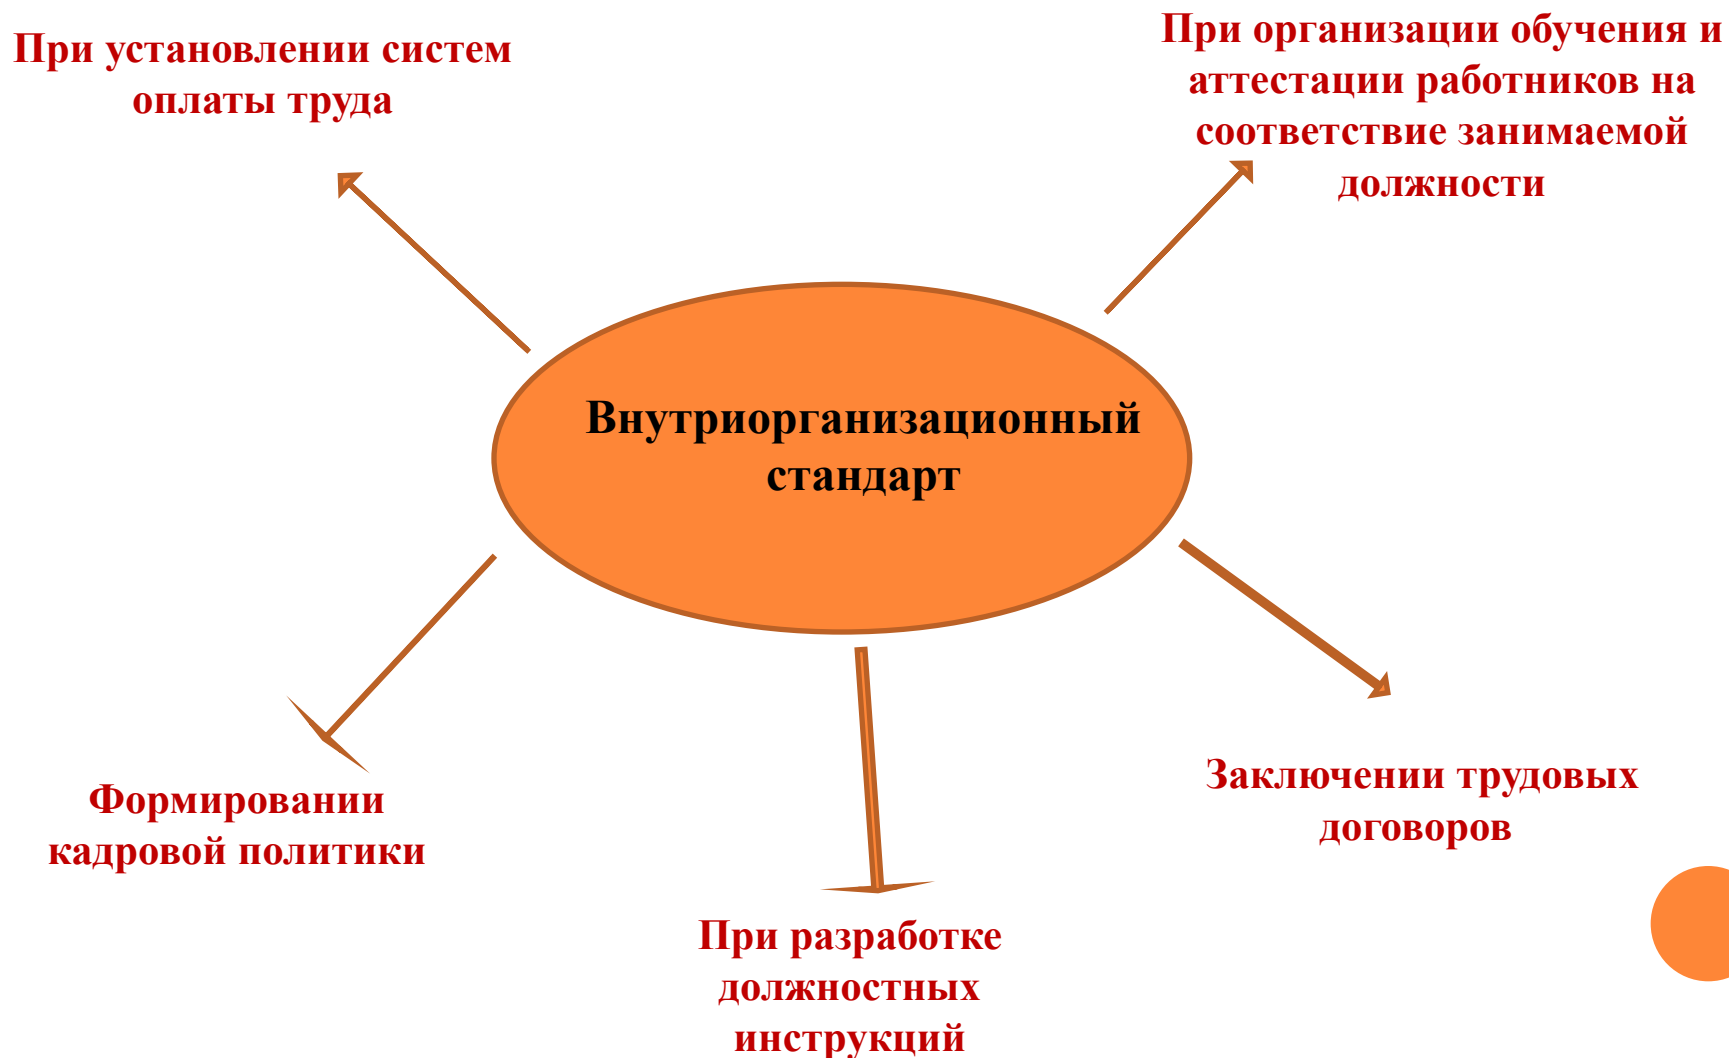 При установлении систем
оплаты труда
При организации обучения и
аттестации работников на
соответствие занимаемой
должности
Внутриорганизационный
стандарт
Формировании
кадровой политики
Заключении трудовых
договоров
При разработке
должностных
инструкций